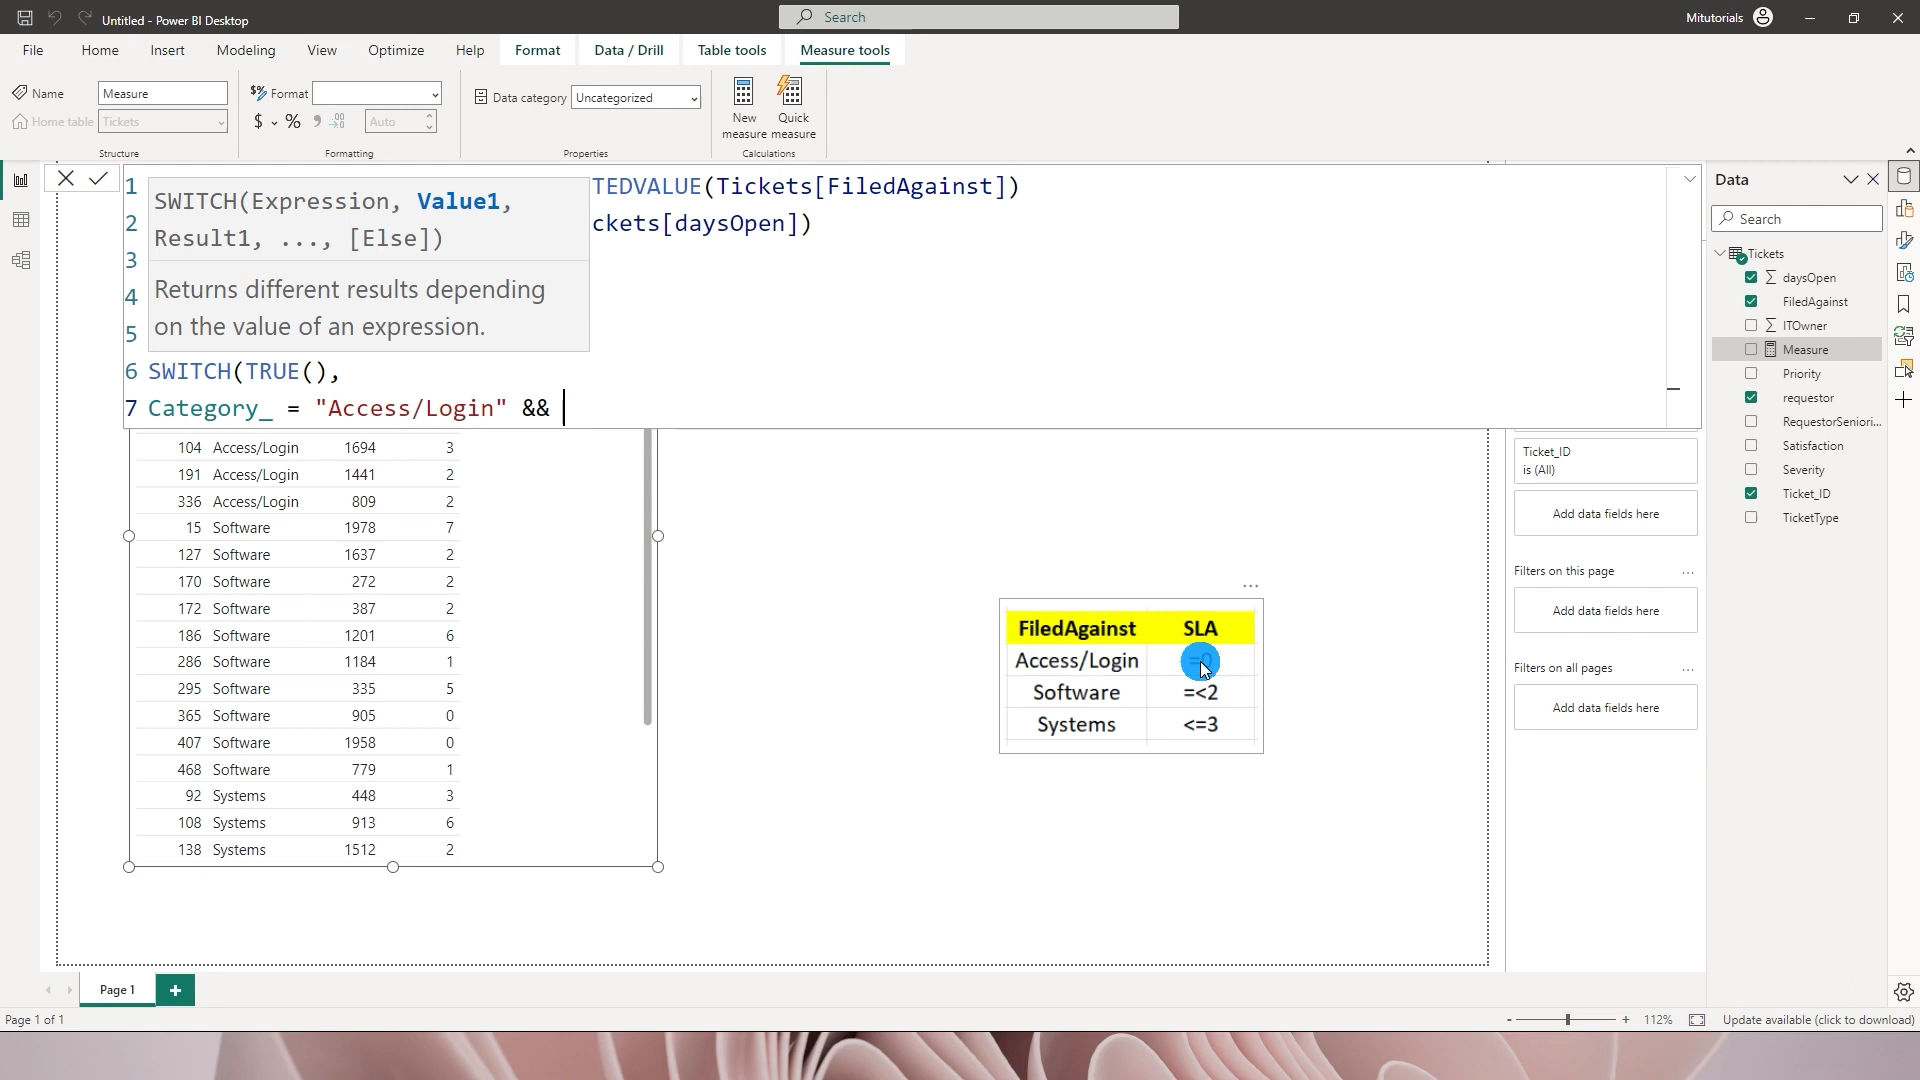 Untitled - Power BI Desktop
Search
Mitutorials
File
Home
Insert
Modeling
View
Optimize
Help
Format
Data / Drill
Table tools
Measure tools
Name
Measure
Home table
Tickets
Structure
Format
$
%
Auto
Formatting
Data category
Uncategorized
Properties
New
measure
Quick
measure
Calculations
1
TEDVALUE(Tickets[FiledAgainst])
2
ckets[daysOpen])
3
4
5
SWITCH(Expression, Value1,
Result1, ..., [Else])
Returns different results depending
on the value of an expression.
6 SWITCH(TRUE(),
7 Category_ = "Access/Login" &&
104 Access/Login 1694 3
191 Access/Login 1441 2
336 Access/Login 809 2
15 Software 1978 7
127 Software 1637 2
170 Software 272 2
172 Software 387 2
186 Software 1201 6
286 Software 1184 1
295 Software 335 5
365 Software 905 0
407 Software 1958 0
468 Software 779 1
92 Systems 448 3
108 Systems 913 6
138 Systems 1512 2
FiledAgainst SLA
Access/Login =0
Software =<2
Systems <=3
Ticket_ID
is (All)
Add data fields here
Filters on this page
Add data fields here
Filters on all pages
Add data fields here
Data
Search
Tickets
daysOpen
FiledAgainst
ITOwner
Measure
Priority
requestor
RequestorSeniori...
Satisfaction
Severity
Ticket_ID
TicketType
Page 1
Page 1 of 1
112%
Update available (click to download)